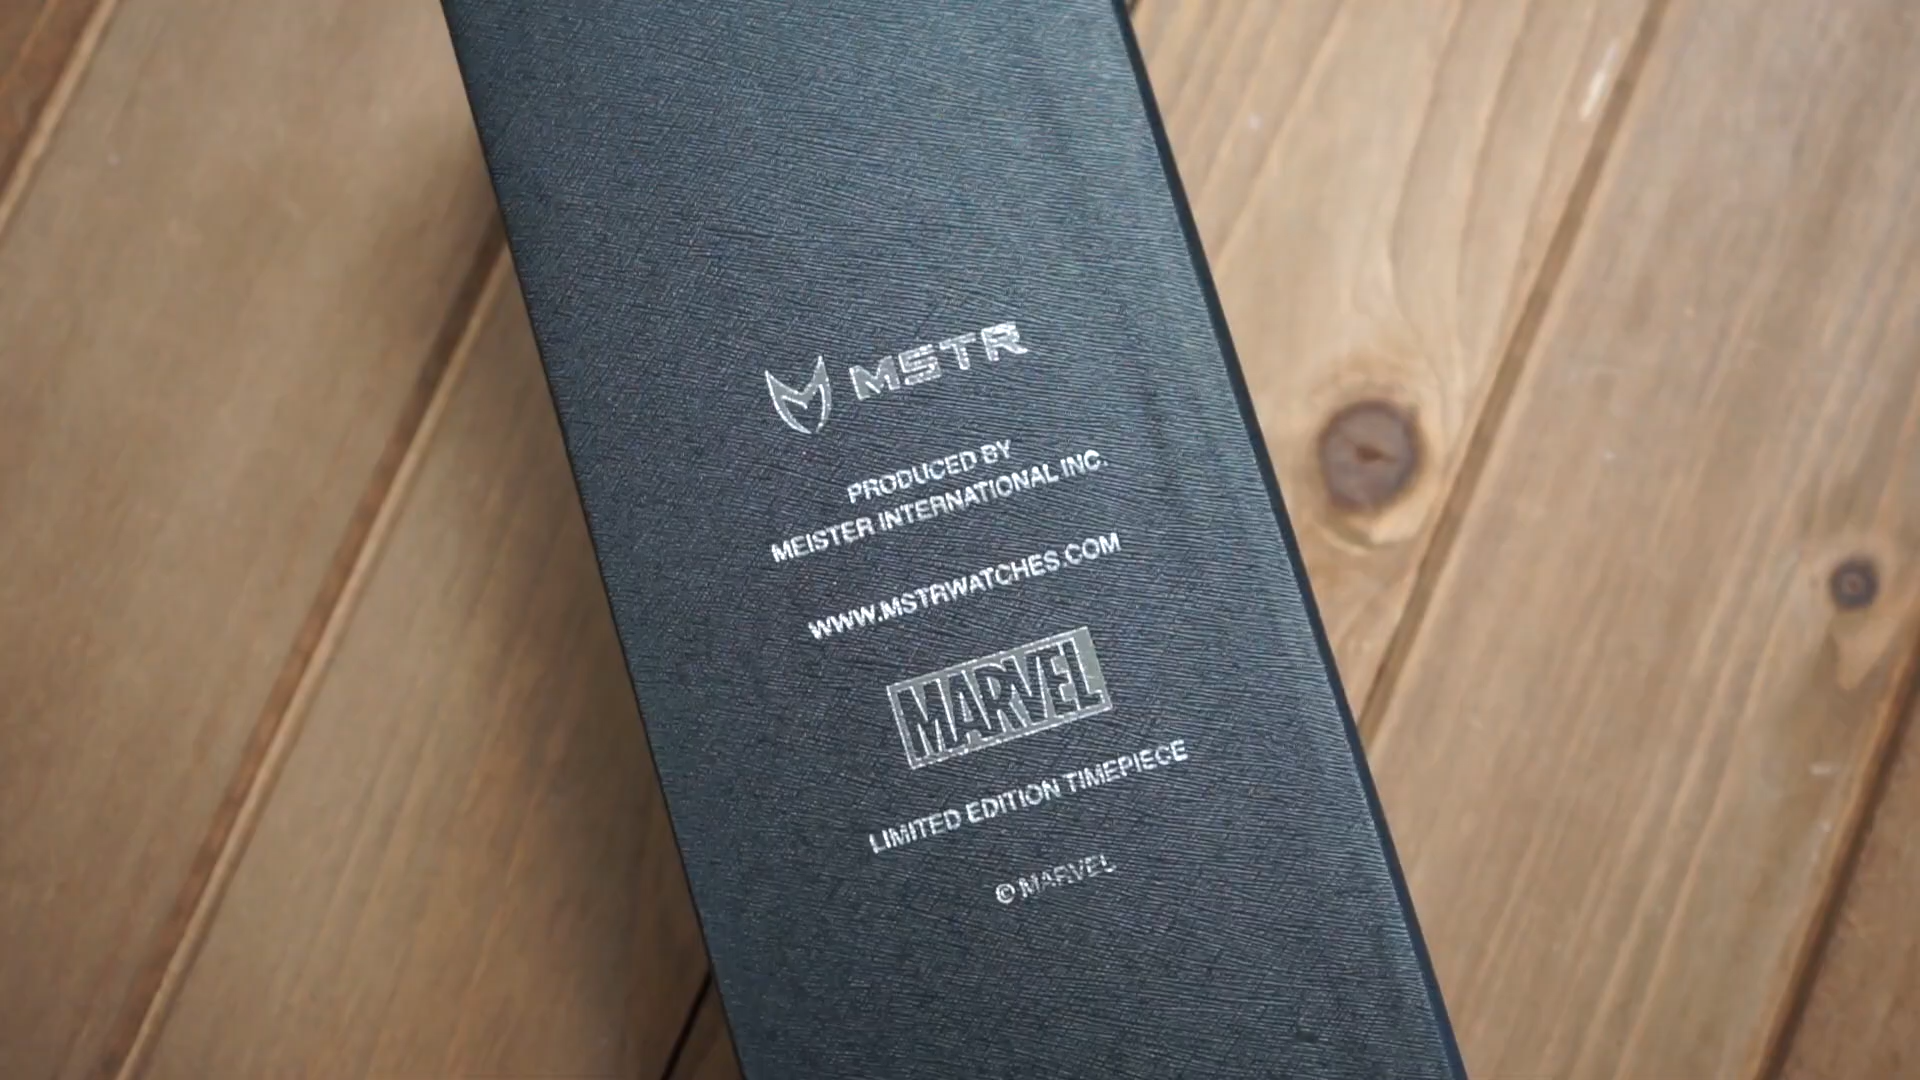 MSTR
PRODUCED BY
MEISTER INTERNATIONAL INC.
WWW.MSTRWATCHES.COM
MARVEL
LIMITED EDITION TIMEPIECE
© MARVEL